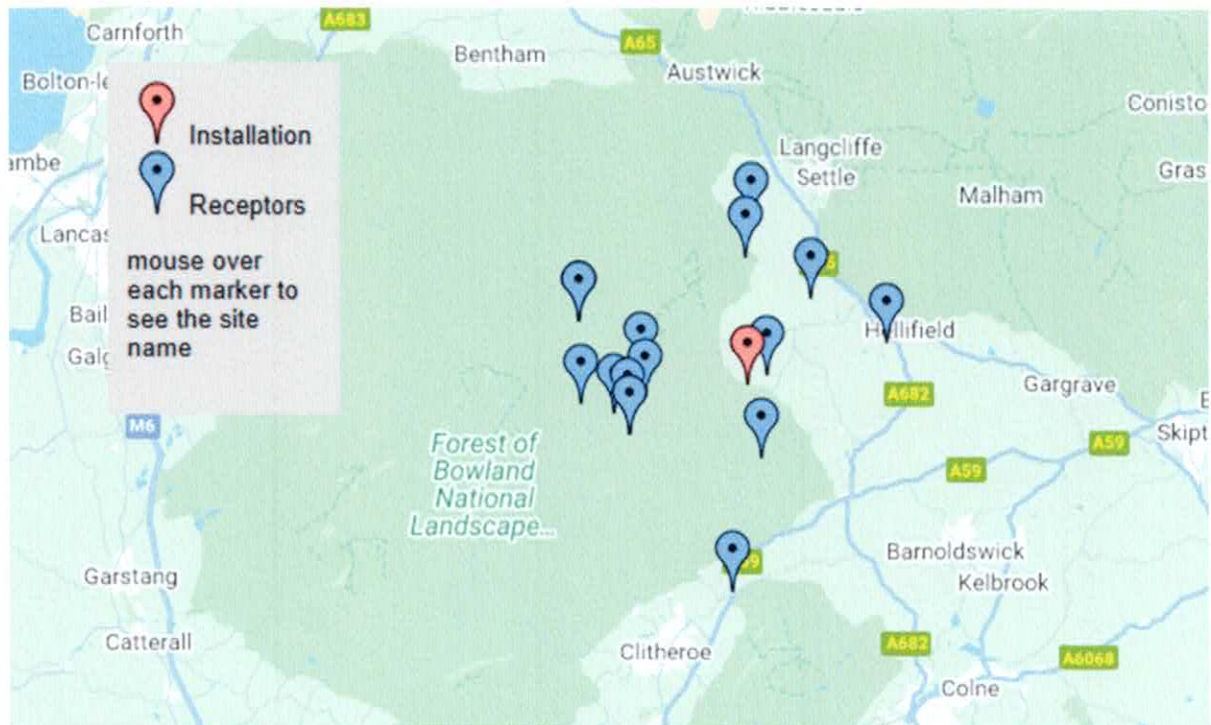 A683
Carnforth
A65
Bentham
Austwick
Bolton-le
Conisto
Installation
Langcliffe
Settle
ambe
Gras
Malham
Receptors
Lancas
mouse over
each marker to
see the site
name
Bail
Hellifield
Galg
Gargrave
A682
M6
Skipt
A59
Forest of
Bowland
National
Landscape...
A59
Barnoldswick
Kelbrook
Garstang
Catterall
Clitheroe
A682
A6068
Colne